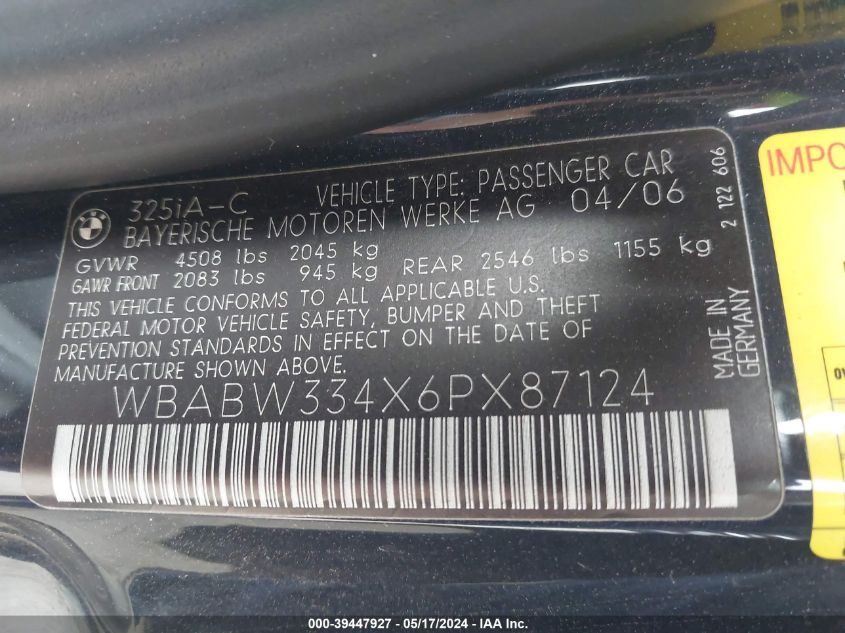 BMW
325iA-C VEHICLE TYPE: PASSENGER CAR
BAYERISCHE MOTOREN WERKE AG 04/06
GVWR 4508 lbs 2045 kg
GAWR FRONT 2083 lbs 945 kg REAR 2546 lbs 1155 kg
THIS VEHICLE CONFORMS TO ALL APPLICABLE U.S.
FEDERAL MOTOR VEHICLE SAFETY, BUMPER AND THEFT
PREVENTION STANDARDS IN EFFECT ON THE DATE OF
MANUFACTURE SHOWN ABOVE.
WBABW334X6PX87124
2 122 606
MADE IN
GERMANY
000-39447927 - 05/17/2024 - IAA Inc.